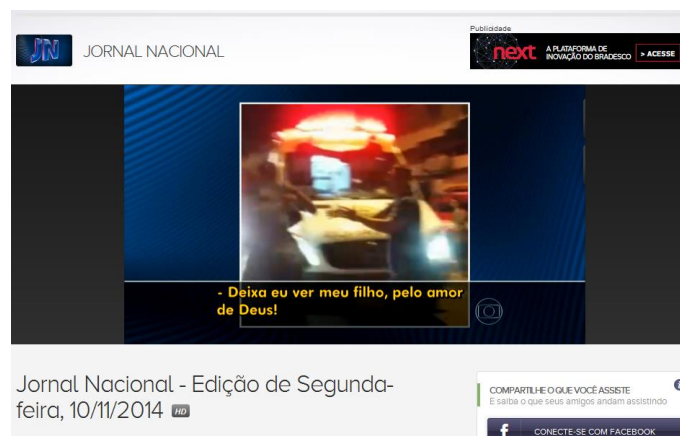 Publicidade
JN
JORNAL NACIONAL
next
A PLATAFORMA DE
INOVAÇÃO DO BRADESCO
> ACESSE
- Deixa eu ver meu filho, pelo amor
de Deus!
Jornal Nacional - Edição de Segunda-
feira, 10/11/2014 HD
COMPARTILHE O QUE VOCÊ ASSISTE
E saiba o que seus amigos andam assistindo
f CONECTE-SE COM FACEBOOK